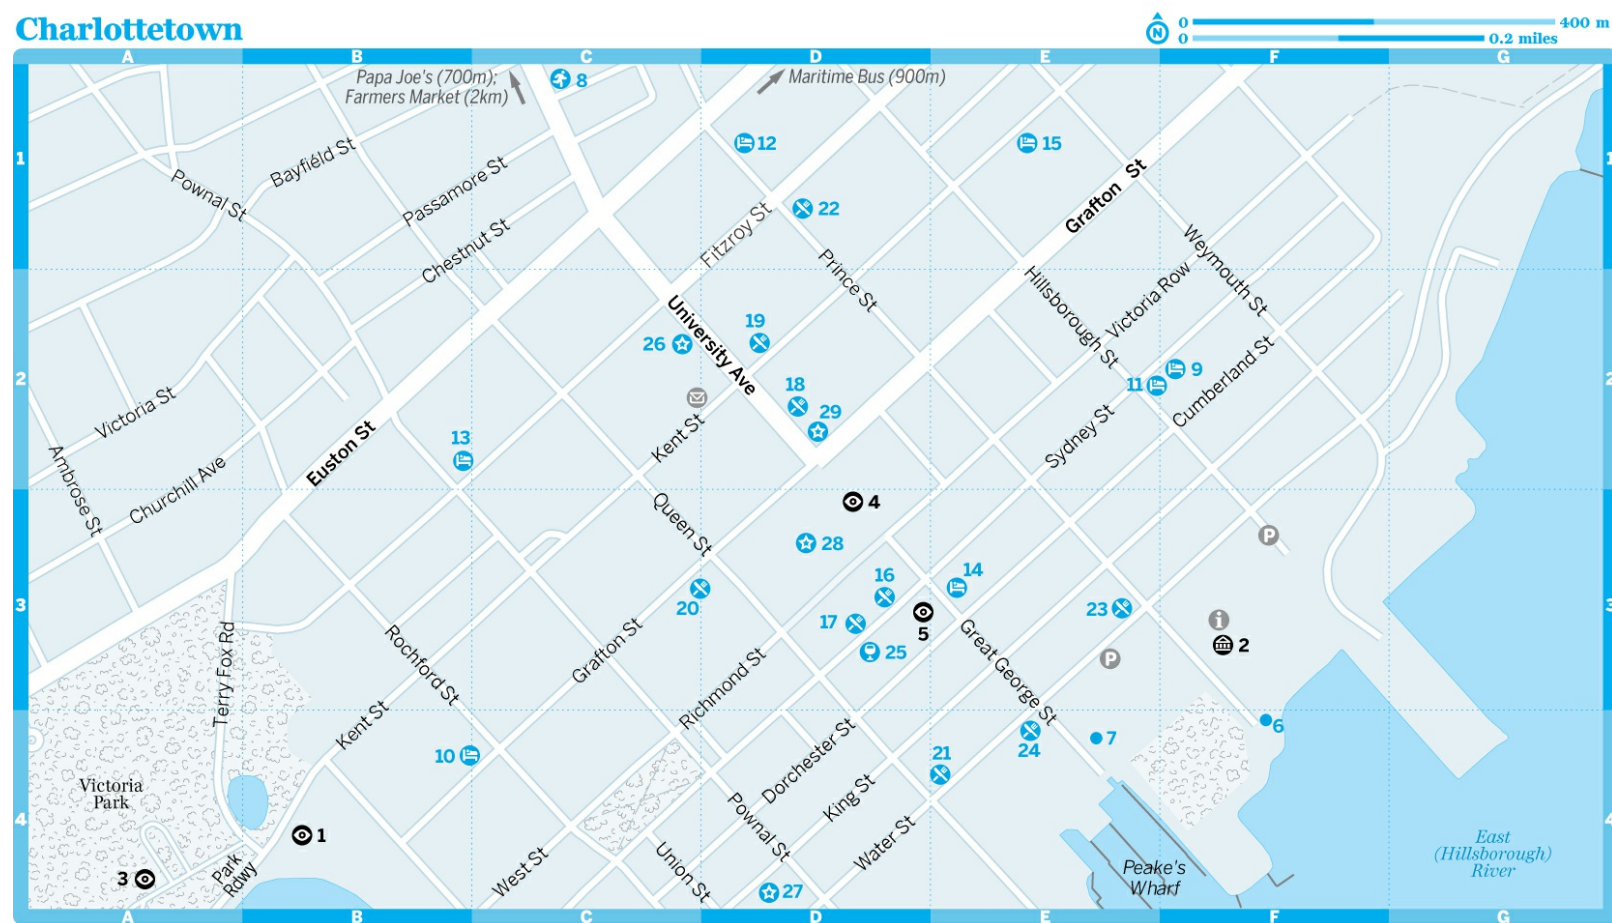 Charlottetown
N
0
400 m
0
0.2 miles
A
B
C
D
E
F
G
Papa Joe's (700m);
Farmers Market (2km)
Maritime Bus (900m)
8
12
15
1
1
Bayfield St
Pownal St
Passamore St
Chestnut St
22
Fitzroy St
Grafton St
Prince St
Weymouth St
Hillsborough St
Victoria Row
University Ave
19
26
2
2
9
11
Cumberland St
18
29
Victoria St
Kent St
Sydney St
13
Euston St
Ambrose St
Churchill Ave
Queen St
4
28
P
16
14
20
3
3
17
5
23
i
2
25
P
Terry Fox Rd
Rochford St
Grafton St
Richmond St
Great George St
Kent St
6
7
10
21
24
Dorchester St
Victoria
Park
King St
Pownal St
4
4
1
Water St
East
(Hillsborough)
River
3
Park
Rdwy
West St
Union St
27
Peake's
Wharf
A
B
C
D
E
F
G